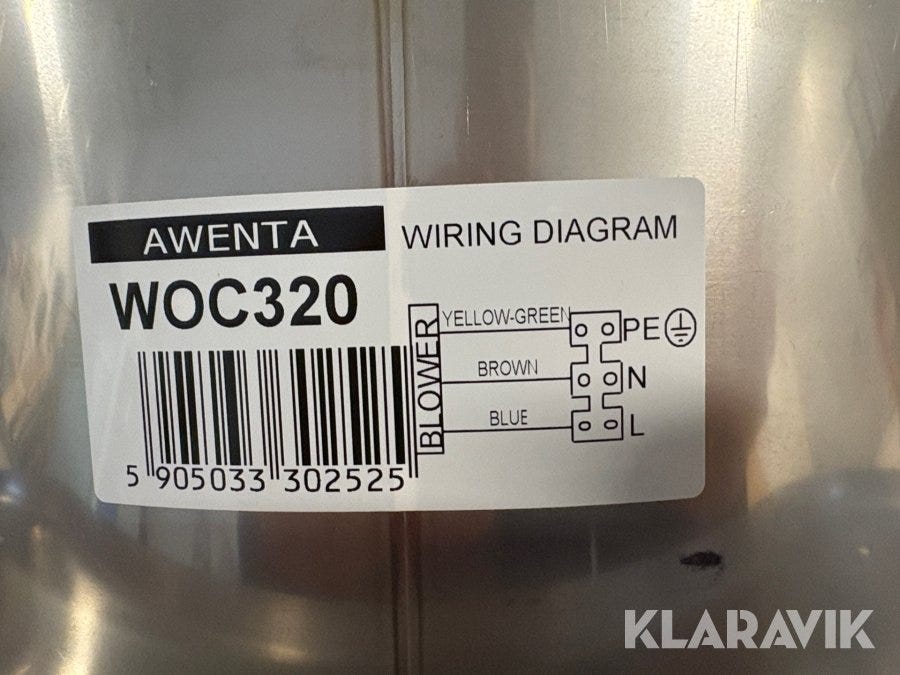 AWENTA
WOC320
5 905033 302525
WIRING DIAGRAM
BLOWER
YELLOW-GREEN
PE
BROWN
N
BLUE
L
KLARAVIK